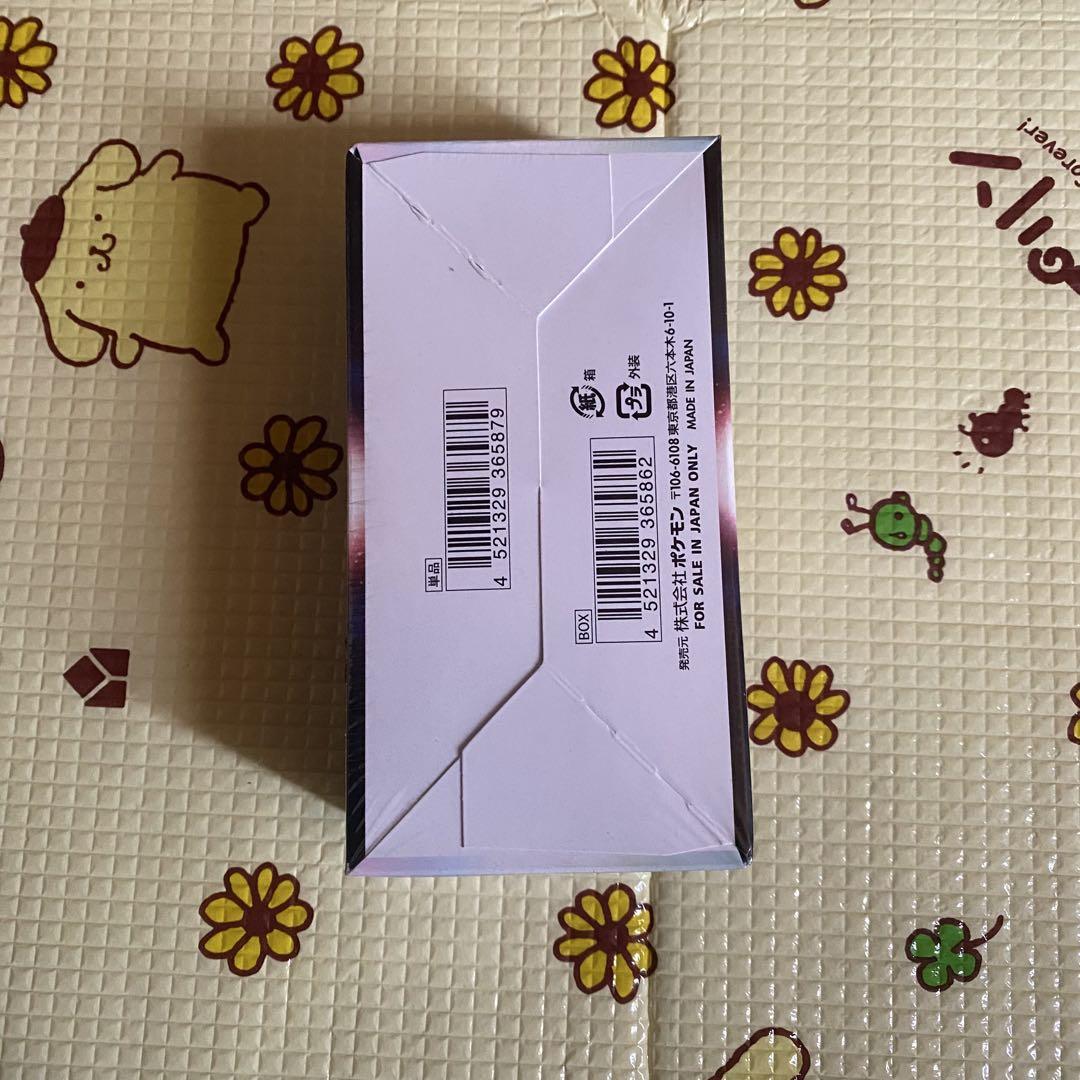 単品
4 521329 365879
紙 箱
プラ 外装
BOX
4 521329 365862
発売元 株式会社ポケモン 〒106-6108 東京都港区六本木6-10-1
FOR SALE IN JAPAN ONLY MADE IN JAPAN
orever!